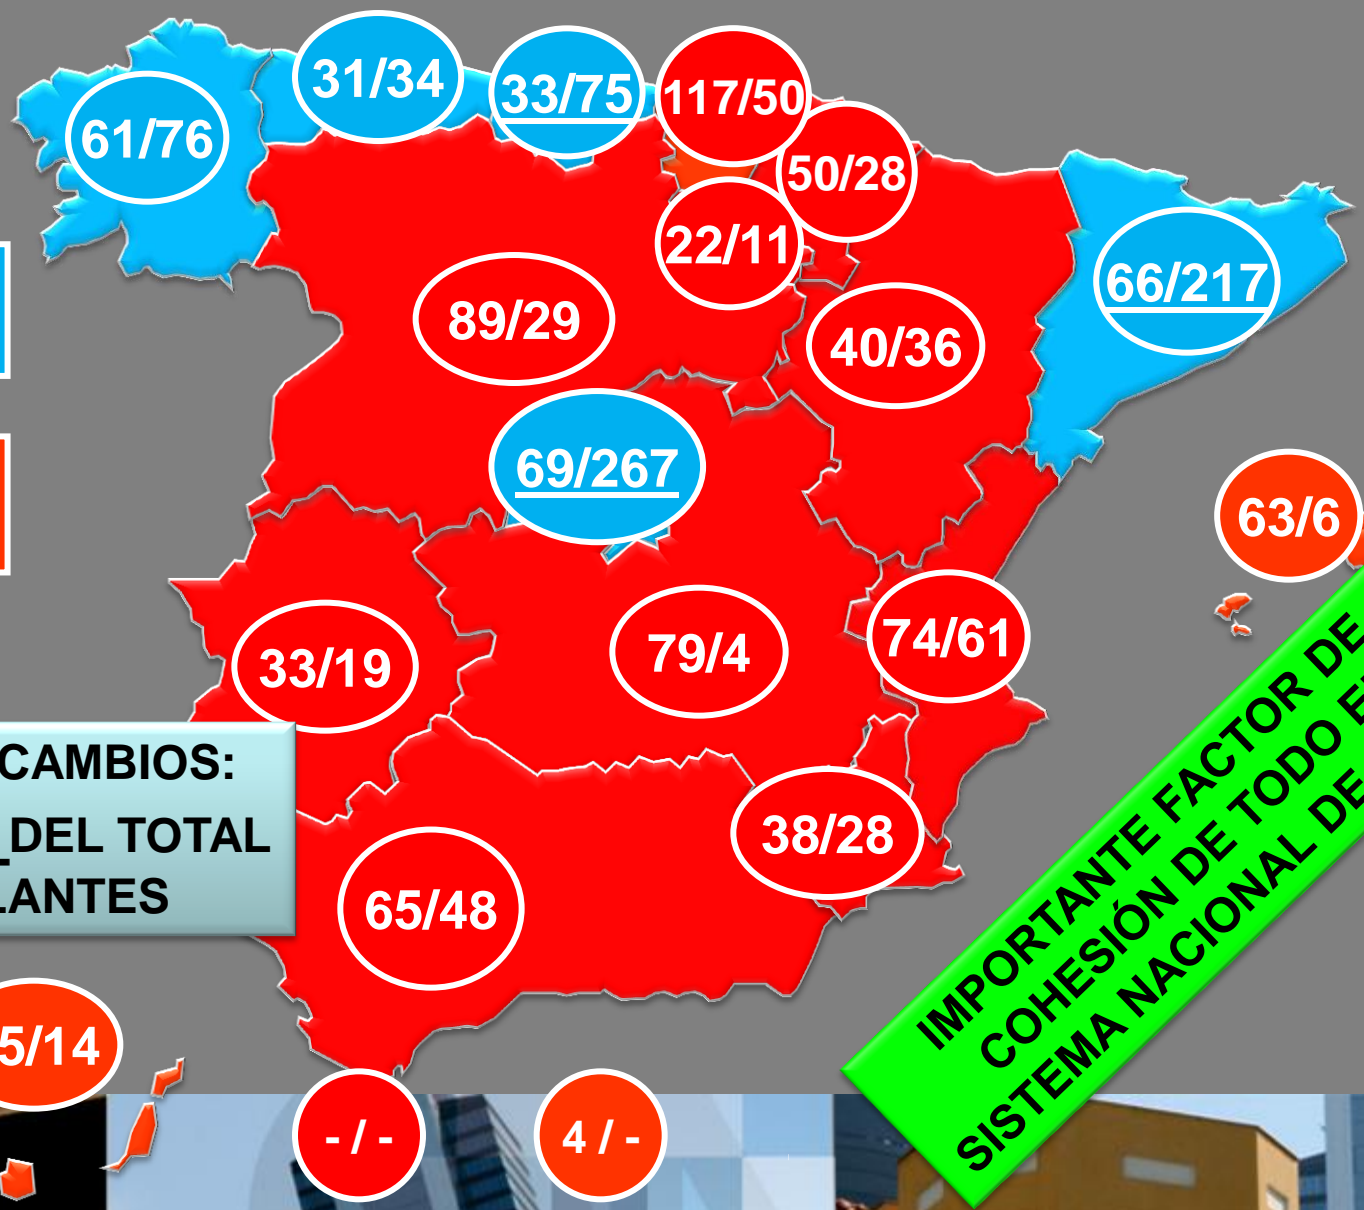 31/34
33/75
117/50
61/76
50/28
22/11
66/217
89/29
40/36
69/267
63/6
79/4
74/61
33/19
CAMBIOS:
DEL TOTAL
LANTES
38/28
65/48
IMPORTANTE FACTOR DE
COHESIÓN DE TODO E
SISTEMA NACIONAL DE
5/14
- / -
4 / -